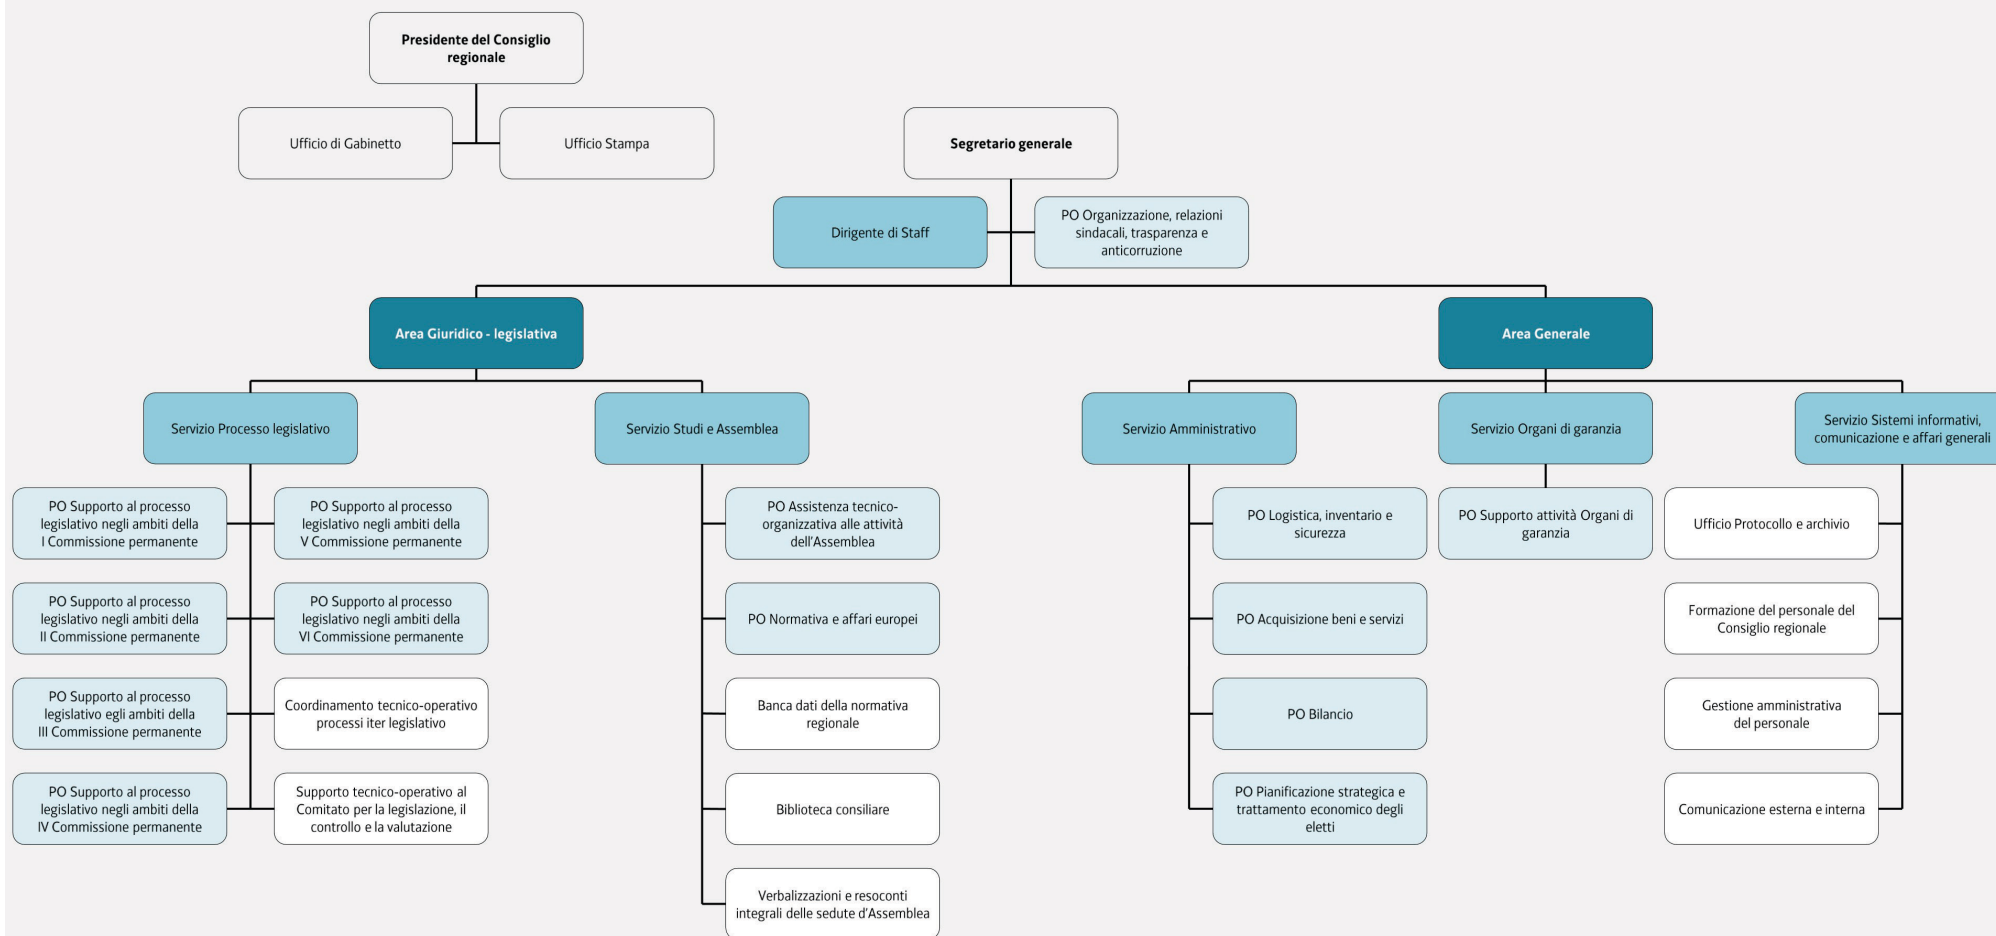 Presidente del Consiglio
regionale
Ufficio di Gabinetto
Ufficio Stampa
Segretario generale
Dirigente di Staff
PO Organizzazione, relazioni
sindacali, trasparenza e
anticorruzione
Area Giuridico - legislativa
Area Generale
Servizio Processo legislativo
Servizio Studi e Assemblea
Servizio Amministrativo
Servizio Organi di garanzia
Servizio Sistemi informativi,
comunicazione e affari generali
PO Supporto al processo
legislativo negli ambiti della
I Commissione permanente
PO Supporto al processo
legislativo negli ambiti della
V Commissione permanente
PO Supporto al processo
legislativo negli ambiti della
II Commissione permanente
PO Supporto al processo
legislativo negli ambiti della
VI Commissione permanente
PO Supporto al processo
legislativo egli ambiti della
III Commissione permanente
Coordinamento tecnico-operativo
processi iter legislativo
PO Supporto al processo
legislativo negli ambiti della
IV Commissione permanente
Supporto tecnico-operativo al
Comitato per la legislazione, il
controllo e la valutazione
PO Assistenza tecnico-
organizzativa alle attività
dell'Assemblea
PO Normativa e affari europei
Banca dati della normativa
regionale
Biblioteca consiliare
Verbalizzazioni e resoconti
integrali delle sedute d'Assemblea
PO Logistica, inventario e
sicurezza
PO Acquisizione beni e servizi
PO Bilancio
PO Pianificazione strategica e
trattamento economico degli
eletti
PO Supporto attività Organi di
garanzia
Ufficio Protocollo e archivio
Formazione del personale del
Consiglio regionale
Gestione amministrativa
del personale
Comunicazione esterna e interna